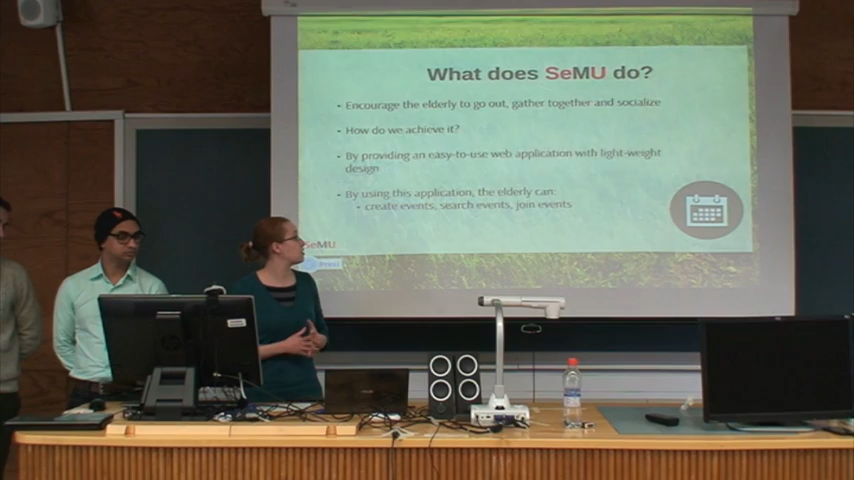 What does SeMU do?
- Encourage the elderly to go out, gather together and socialize
- How do we achieve it?
- By providing an easy-to-use web application with light-weight
design
- By using this application, the elderly can:
- create events, search events, join events
SeMU
Prezi